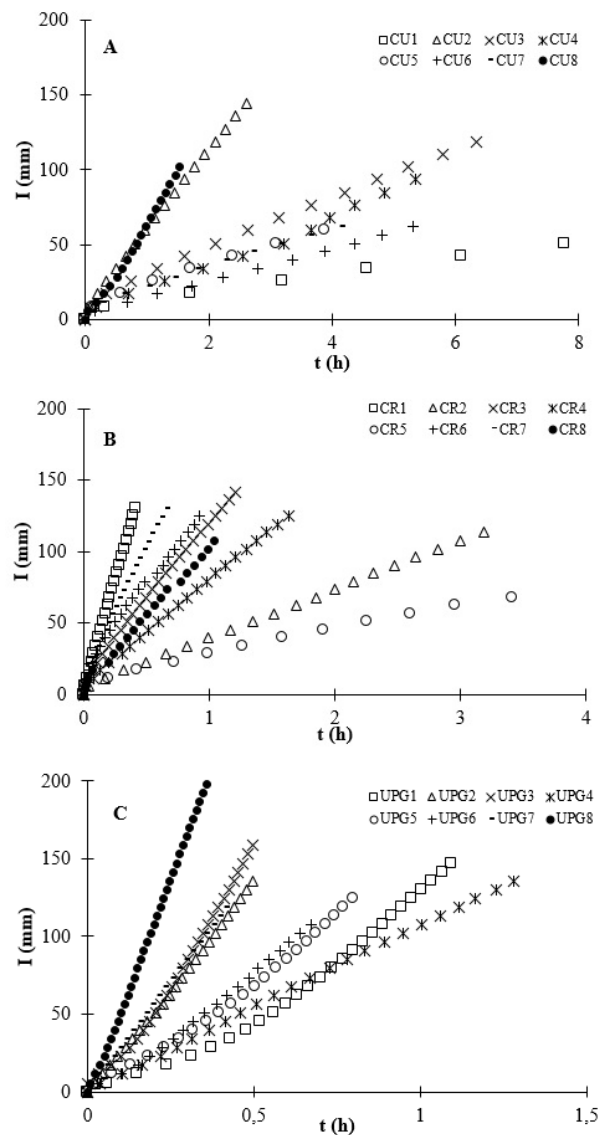 200
A
□CU1 △CU2 ×CU3 ⁎CU4
○CU5 +CU6 -CU7 ●CU8
150
I (mm)
100
50
0
0 2 4 6 8
t (h)
200
B
□CR1 △CR2 ×CR3 ⁎CR4
○CR5 +CR6 -CR7 ●CR8
150
I (mm)
100
50
0
0 1 2 3 4
t (h)
200
C
□UPG1 △UPG2 ×UPG3 ⁎UPG4
○UPG5 +UPG6 -UPG7 ●UPG8
150
I (mm)
100
50
0
0 0,5 1 1,5
t (h)